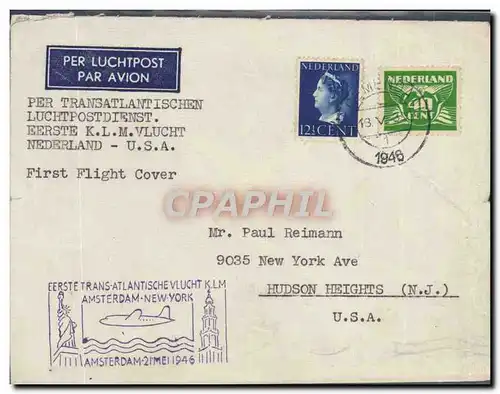 PER LUCHTPOST
PAR AVION
PER TRANSATLANTISCHEN
LUCHTPOSTDIENST.
EERSTE K.L.M.VLUCHT
NEDERLAND - U.S.A.
First Flight Cover
NEDERLAND
12½ CENT
NEDERLAND
CENT
1946
CPAPHIL
Mr. Paul Reimann
9035 New York Ave
HUDSON HEIGHTS (N.J.)
U.S.A.
EERSTE TRANS-ATLANTISCHE VLUCHT K.L.M
AMSTERDAM-NEW-YORK
AMSTERDAM-21 MEI 1946